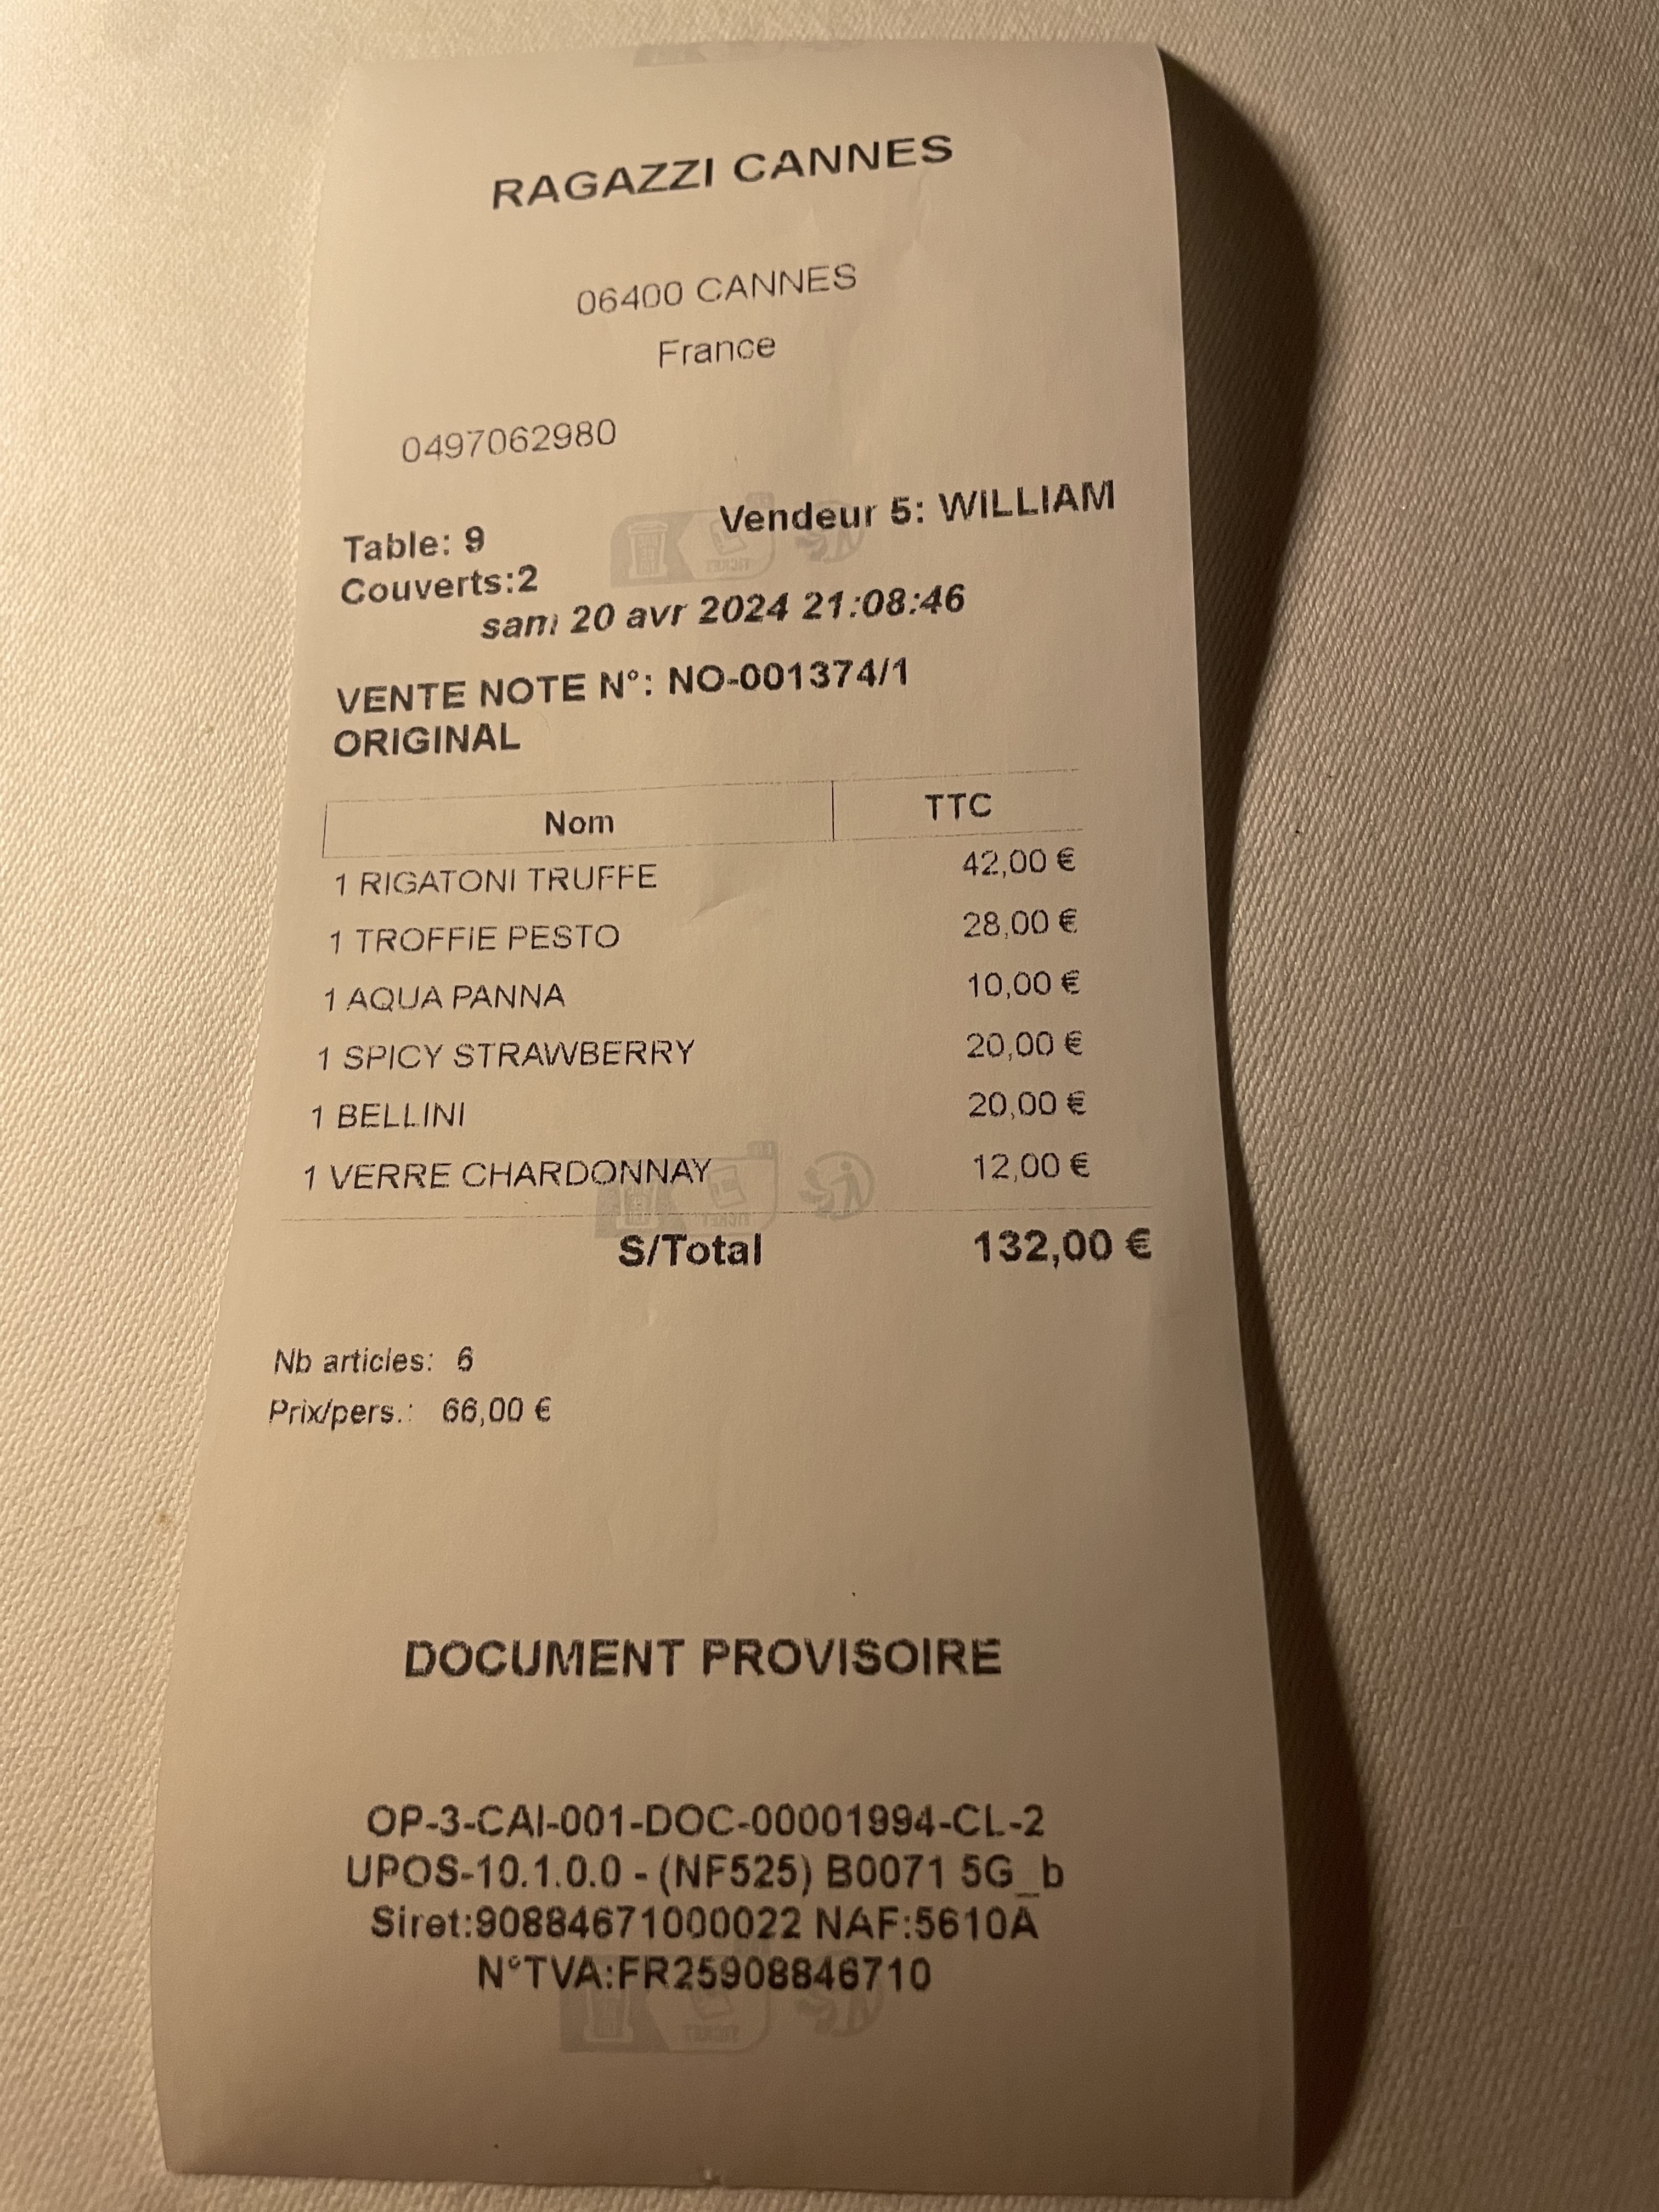 RAGAZZI CANNES
06400 CANNES
France
0497062980
Vendeur 5: WILLIAM
Table: 9
Couverts:2
sam 20 avr 2024 21:08:46
VENTE NOTE N°: NO-001374/1
ORIGINAL
Nom TTC
1 RIGATONI TRUFFE 42,00 €
1 TROFFIE PESTO 28,00 €
1 AQUA PANNA 10,00 €
1 SPICY STRAWBERRY 20,00 €
1 BELLINI 20,00 €
1 VERRE CHARDONNAY 12,00 €
S/Total 132,00 €
Nb articles: 6
Prix/pers.: 66,00 €
DOCUMENT PROVISOIRE
OP-3-CAI-001-DOC-00001994-CL-2
UPOS-10.1.0.0 - (NF525) B0071 5G_b
Siret:90884671000022 NAF:5610A
N°TVA:FR25908846710